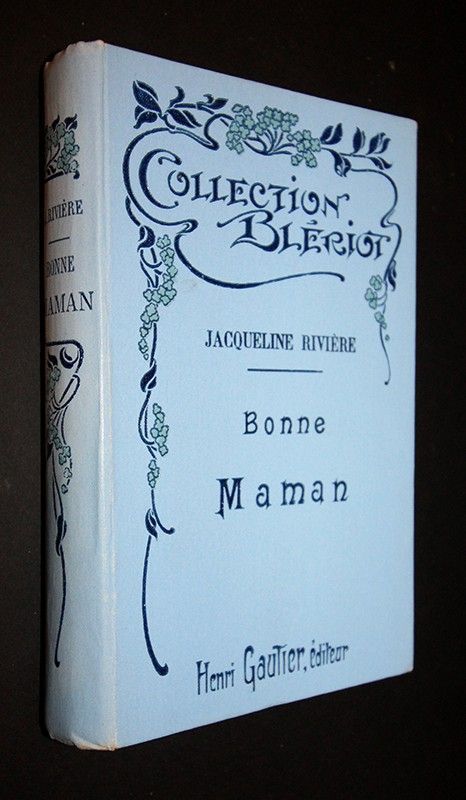 COLLECTION
BLÉRIOT
JACQUELINE RIVIÈRE
Bonne
Maman
Henri Gautier, éditeur
RIVIÈRE
BONNE
MAMAN